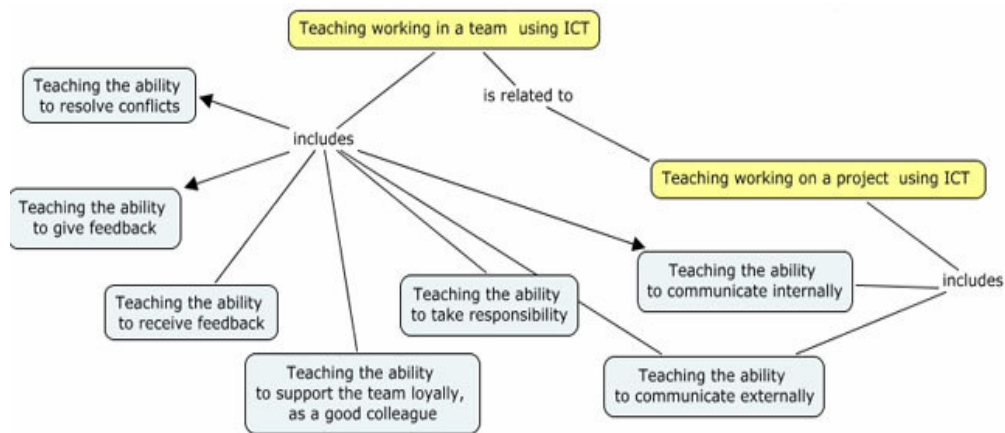 Teaching working in a team using ICT
Teaching the ability
to resolve conflicts
is related to
includes
Teaching working on a project using ICT
Teaching the ability
to give feedback
Teaching the ability
to communicate internally
includes
Teaching the ability
to receive feedback
Teaching the ability
to take responsibility
Teaching the ability
to support the team loyally,
as a good colleague
Teaching the ability
to communicate externally